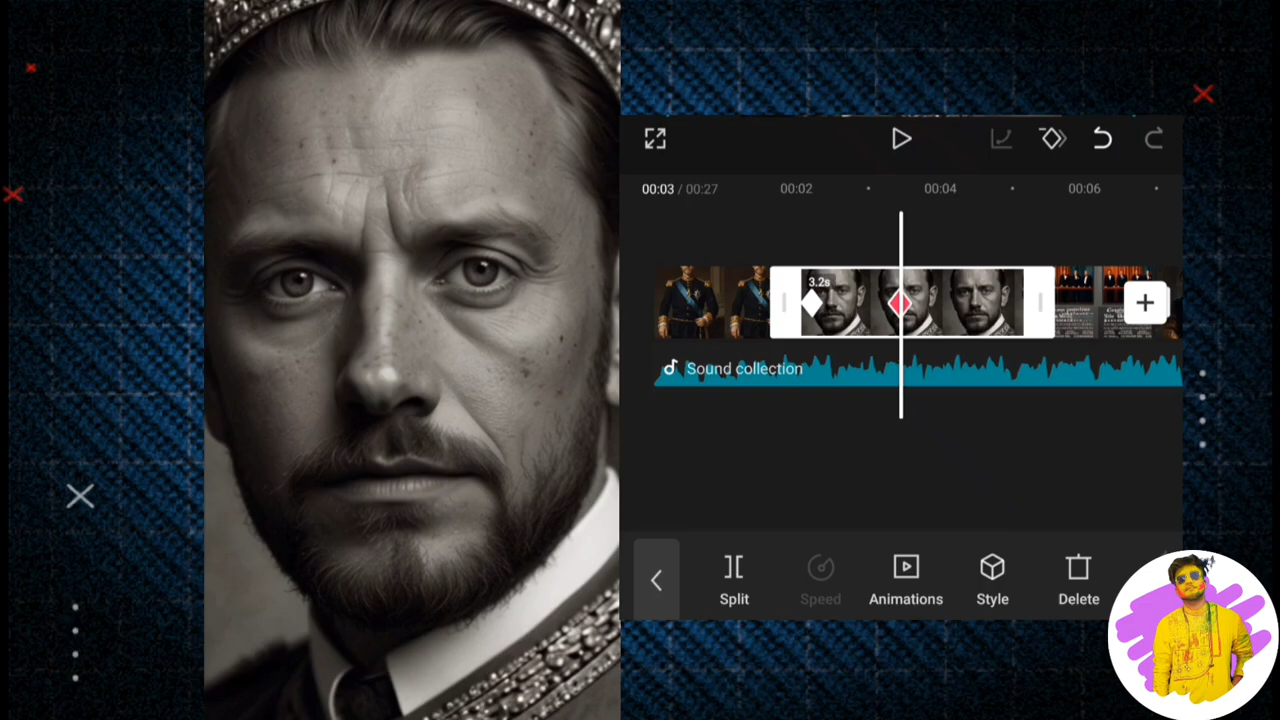 00:03 / 00:27 00:02 00:04 00:06
3.2s
Sound collection
Split Speed Animations Style Delete